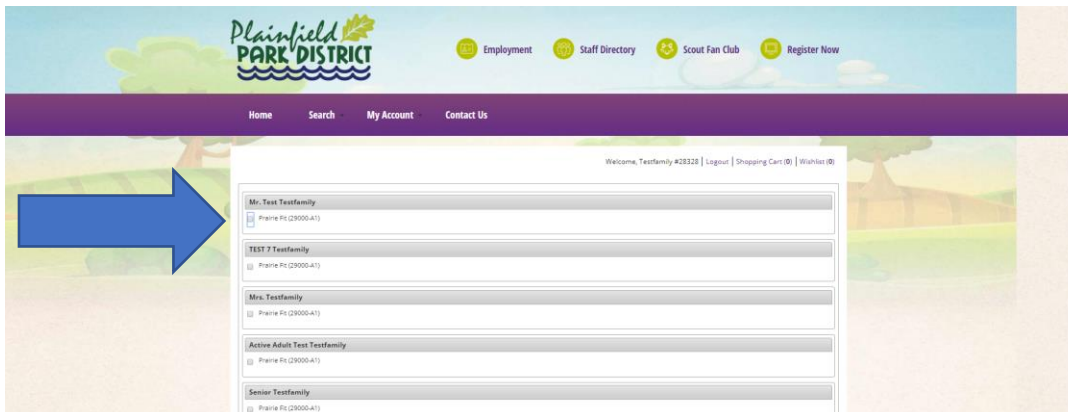 Plainfield
PARK DISTRICT
Employment Staff Directory Scout Fan Club Register Now
Home Search My Account Contact Us
Welcome, Testfamily #28328 | Logout | Shopping Cart (0) | Wishlist (0)
Mr. Test Testfamily
Prairie Fit (29000-A1)
TEST 7 Testfamily
Prairie Fit (29000-A1)
Mrs. Testfamily
Prairie Fit (29000-A1)
Active Adult Test Testfamily
Prairie Fit (29000-A1)
Senior Testfamily
Prairie Fit (29000-A1)